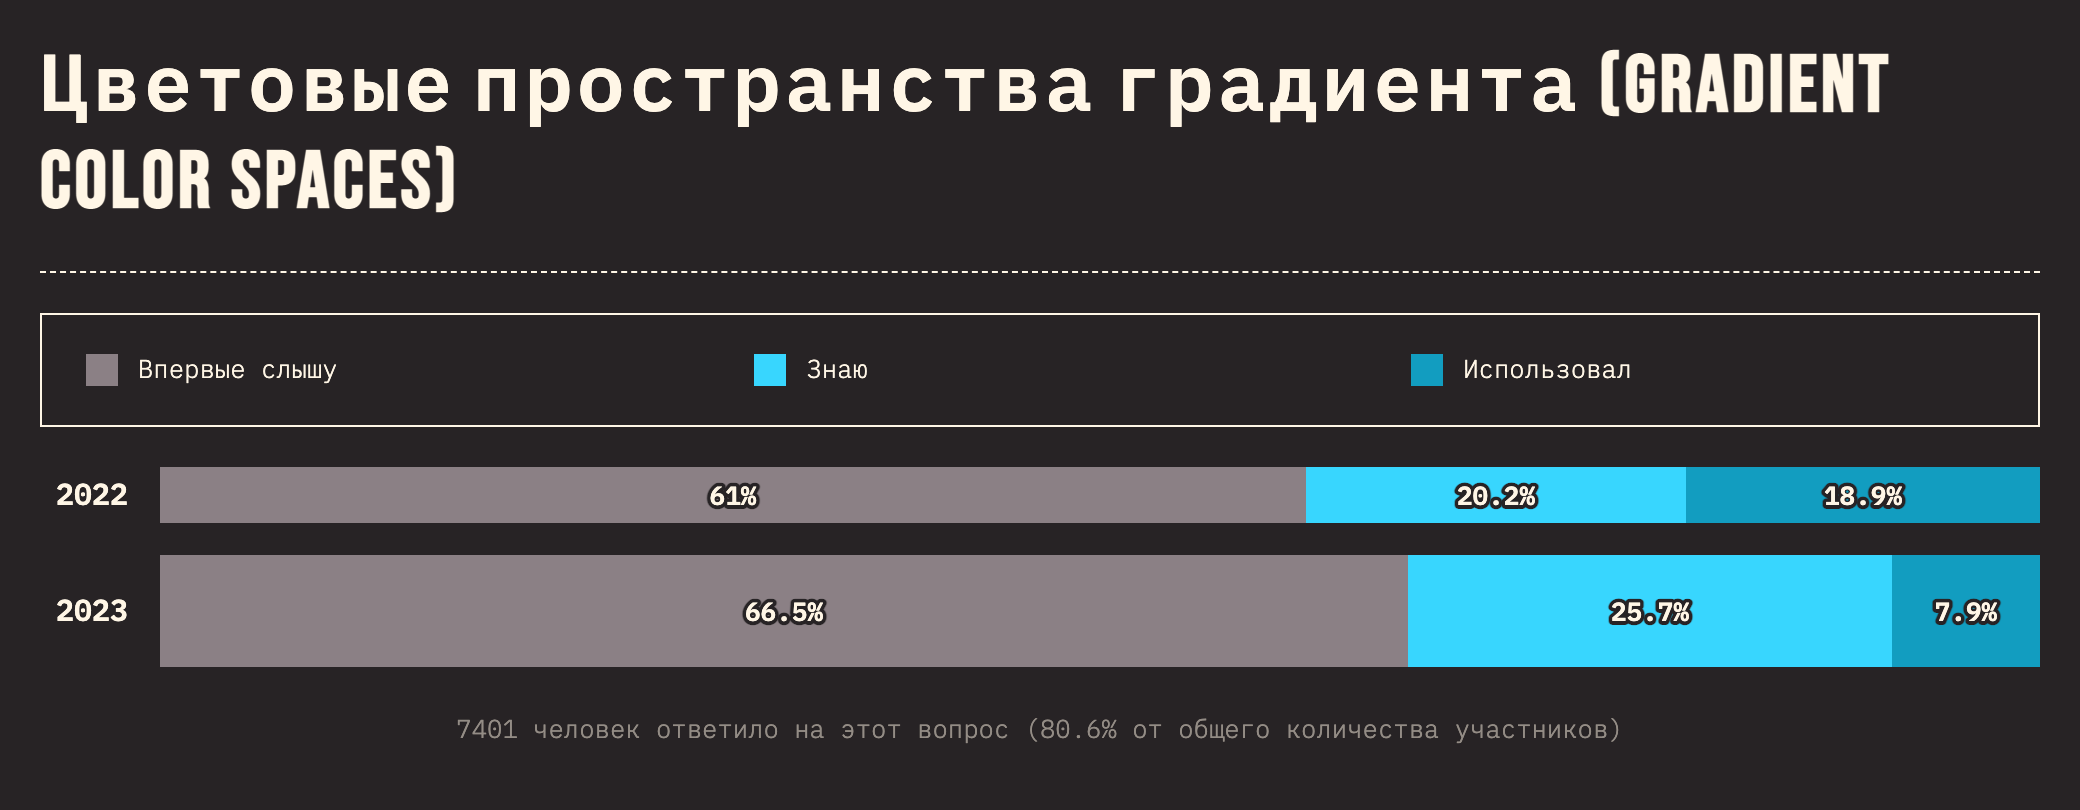 Цветовые пространства градиента (GRADIENT
COLOR SPACES)
Впервые слышу Знаю Использовал
2022 61% 20.2% 18.9%
2023 66.5% 25.7% 7.9%
7401 человек ответило на этот вопрос (80.6% от общего количества участников)